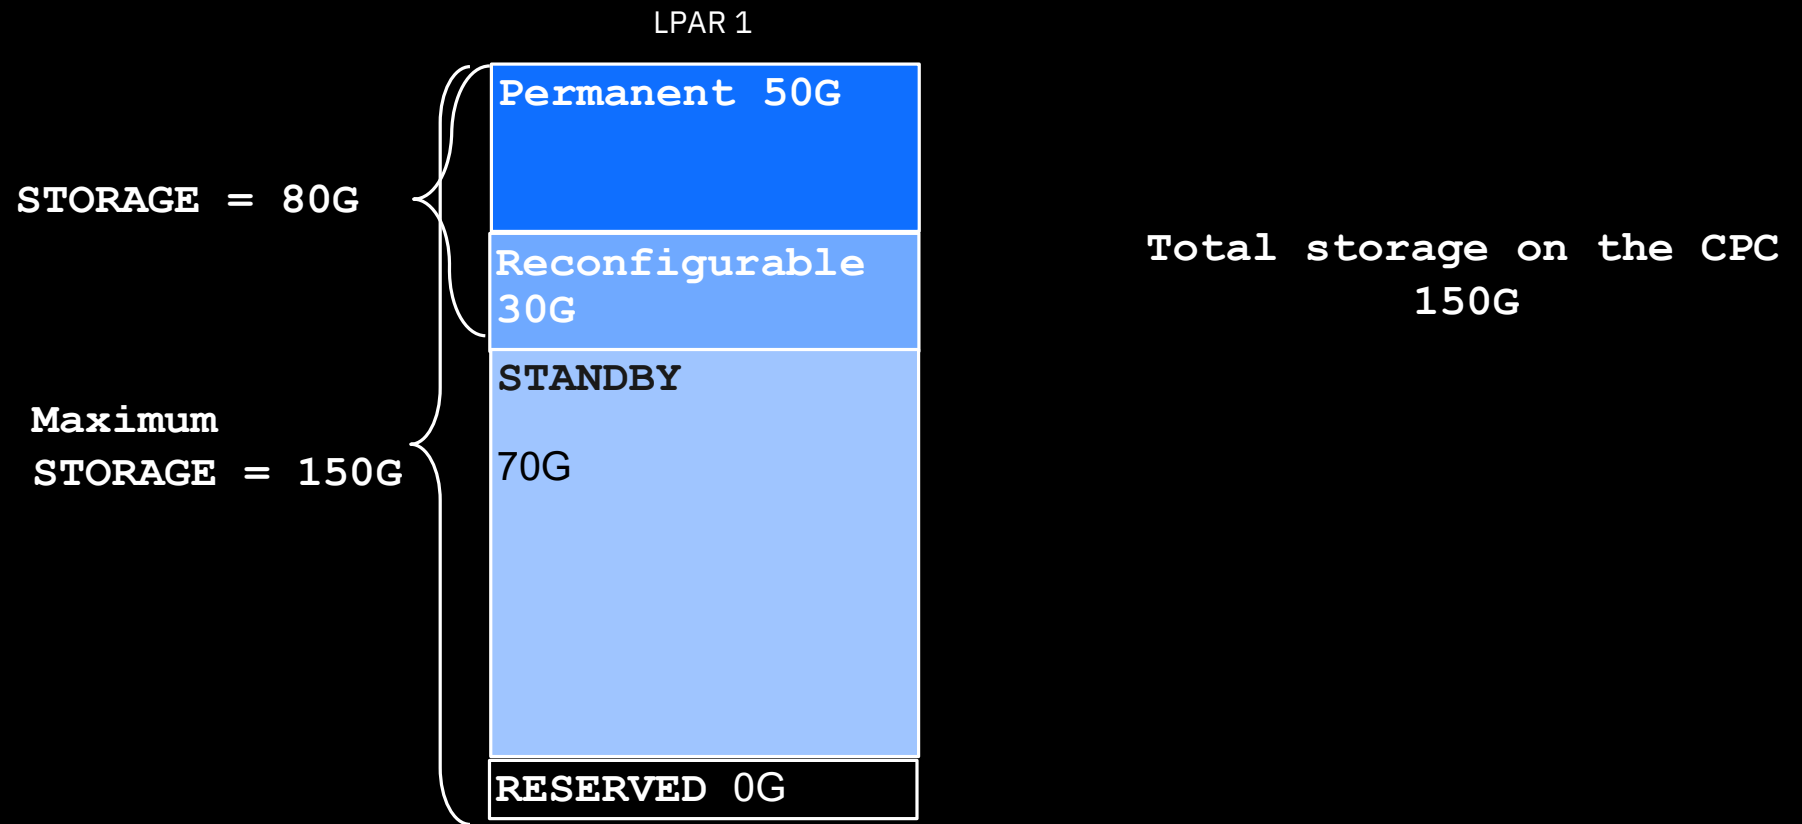 LPAR 1
Permanent 50G
STORAGE = 80G
Reconfigurable
30G
Total storage on the CPC
150G
STANDBY
70G
Maximum
STORAGE = 150G
RESERVED 0G